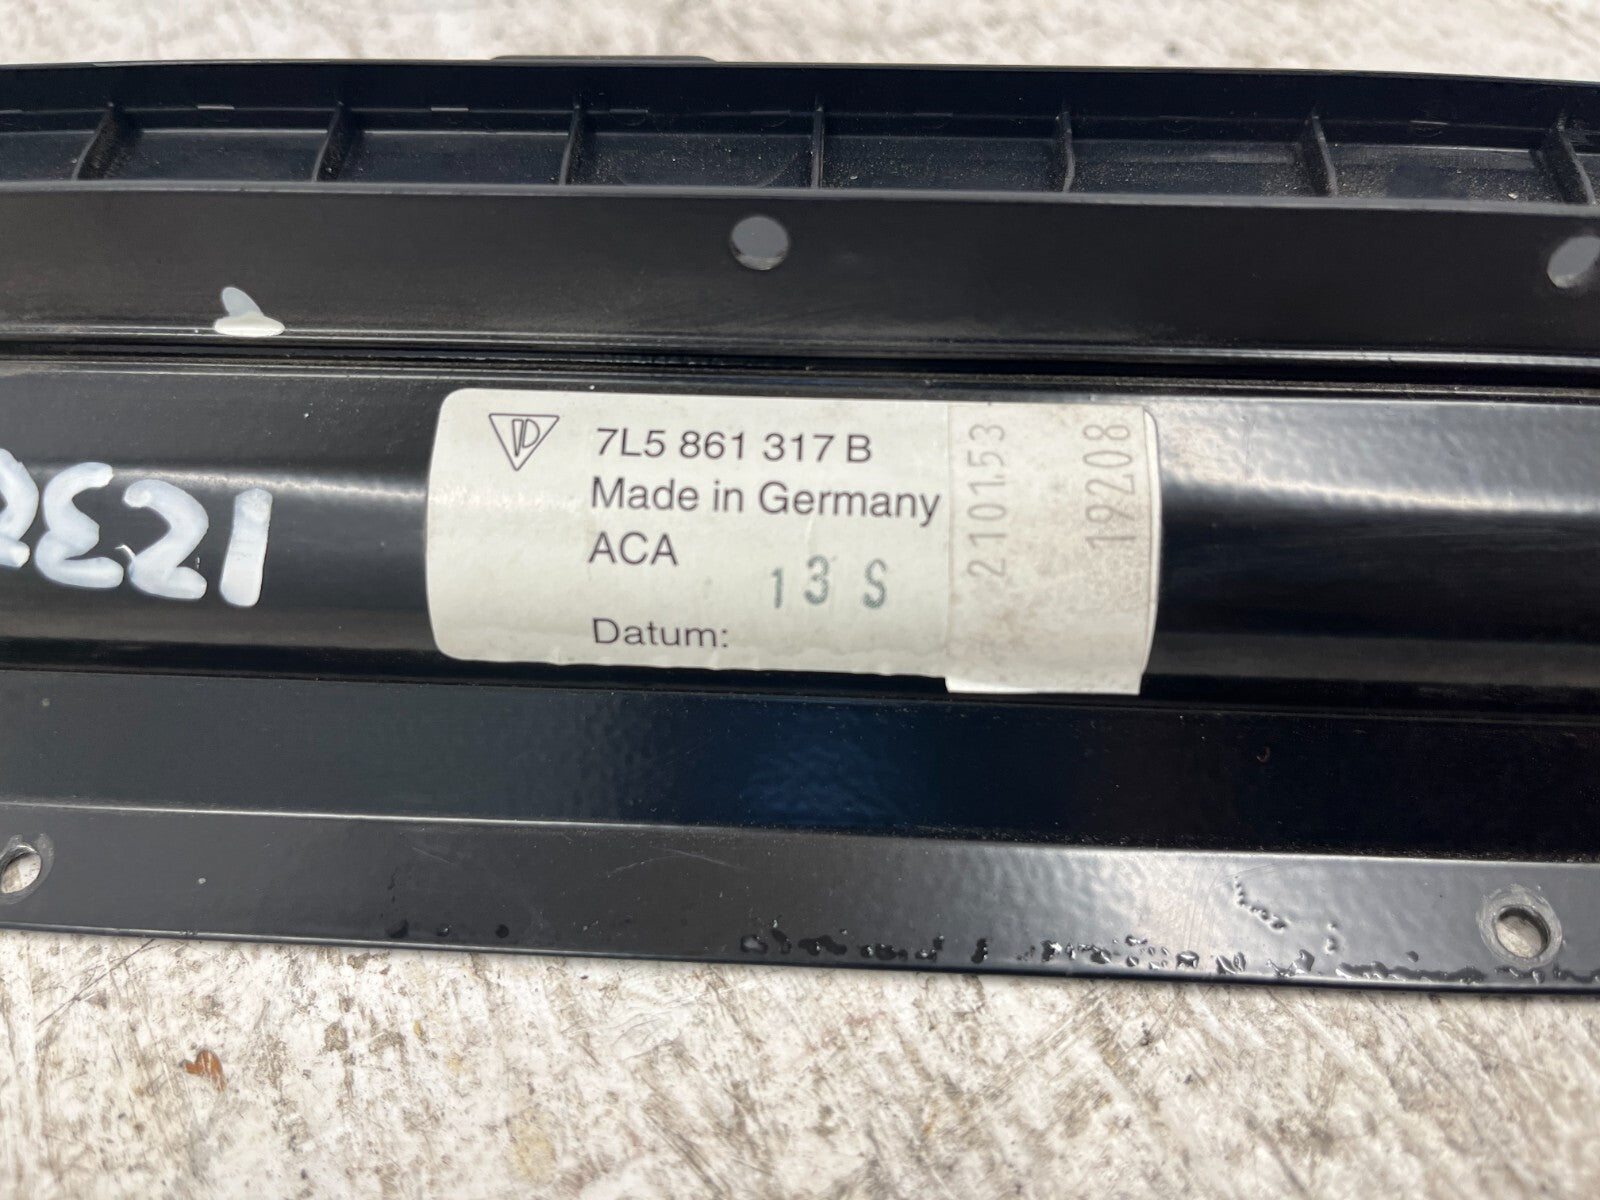 7L5 861 317 B
Made in Germany
ACA
13 S
Datum:
210153
19208